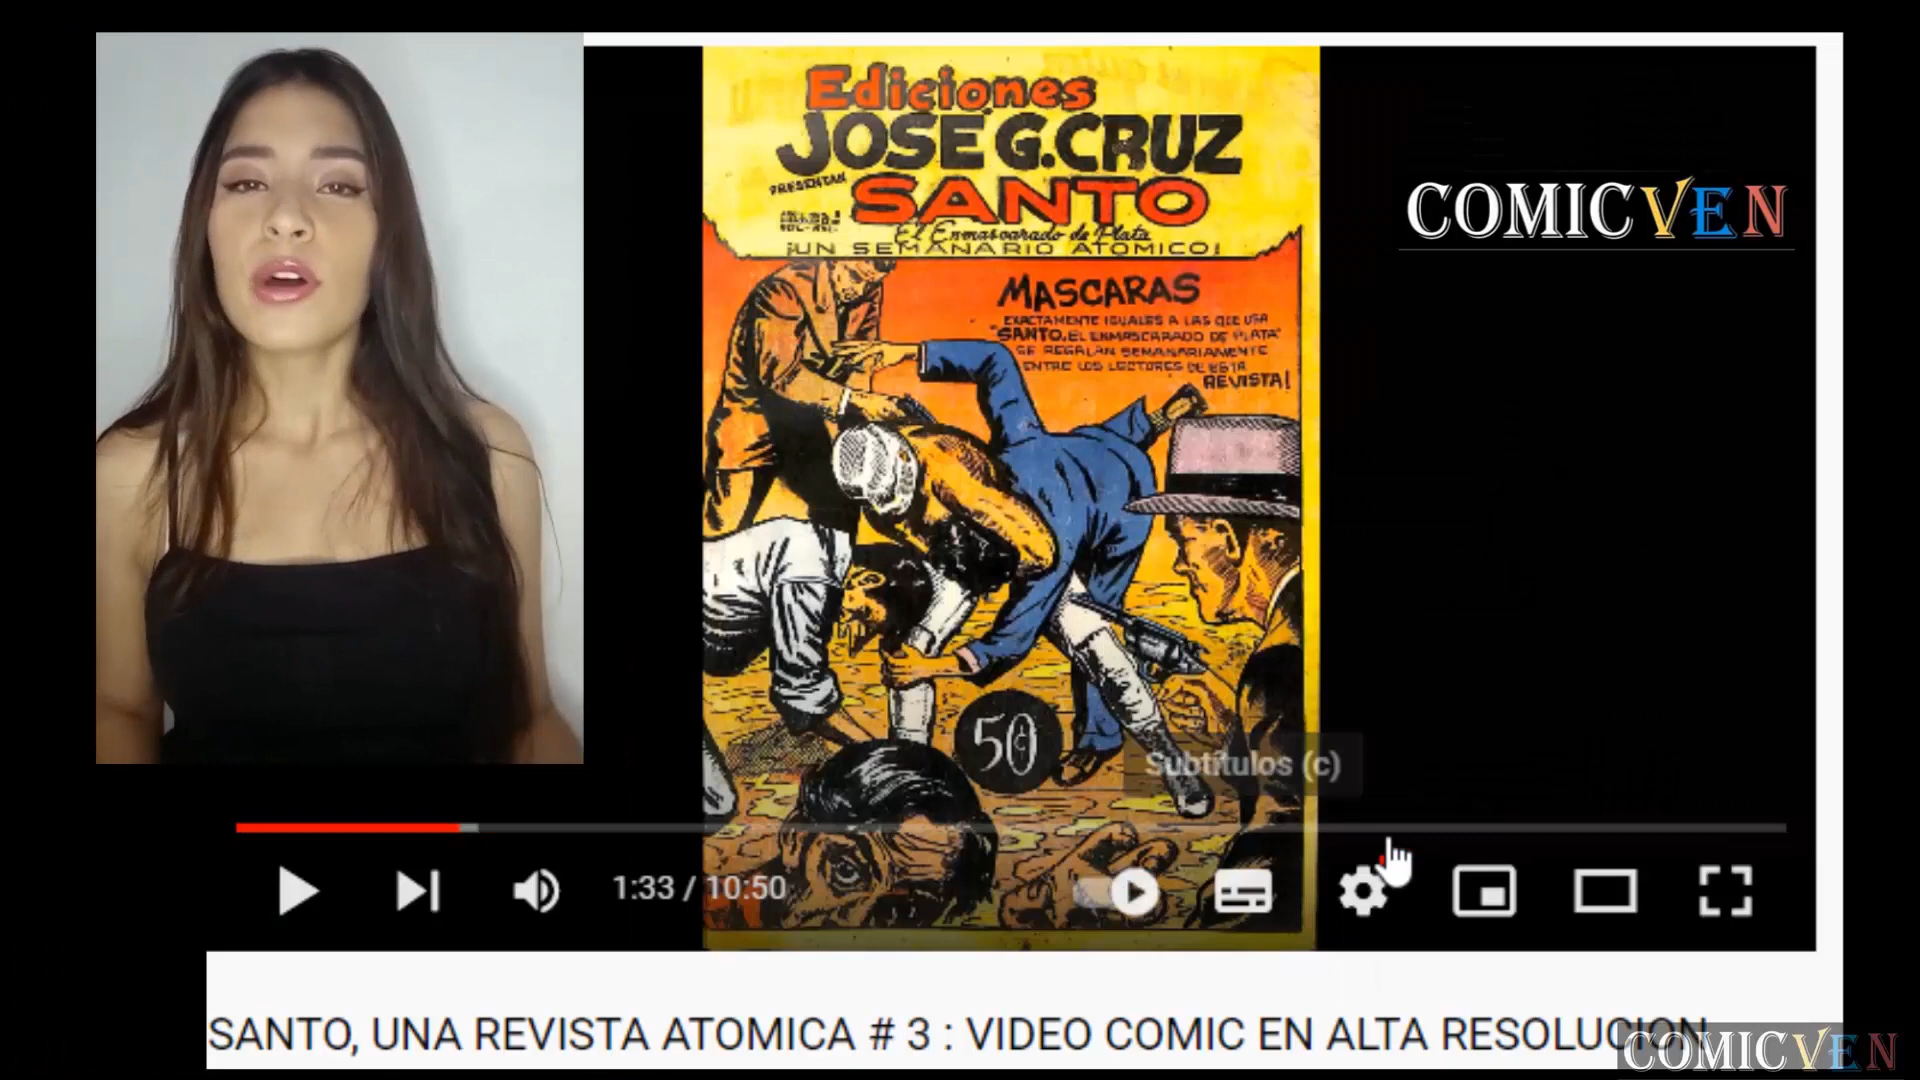 Ediciones
JOSE G. CRUZ
PRESENTAN
SANTO
El Enmascarado de Plata
¡UN SEMANARIO ATOMICO!
MASCARAS
EXACTAMENTE IGUALES A LAS QUE USA
"SANTO, EL ENMASCARADO DE PLATA"
SE REGALAN SEMANARIAMENTE
ENTRE LOS LECTORES DE ESTA
REVISTA!
COMICVEN
50
Subtítulos (c)
1:33 / 10:50
SANTO, UNA REVISTA ATOMICA # 3 : VIDEO COMIC EN ALTA RESOLUCION
COMICVEN